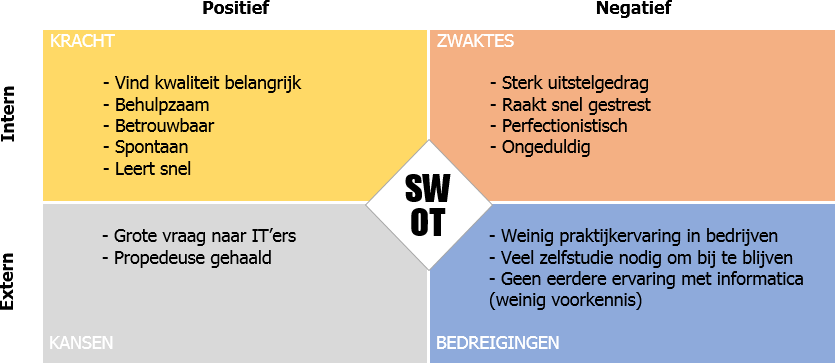 Positief
Negatief
Intern
KRACHT
- Vind kwaliteit belangrijk
- Behulpzaam
- Betrouwbaar
- Spontaan
- Leert snel
ZWAKTES
- Sterk uitstelgedrag
- Raakt snel gestrest
- Perfectionistisch
- Ongeduldig
SW
OT
Extern
- Grote vraag naar IT’ers
- Propedeuse gehaald
KANSEN
- Weinig praktijkervaring in bedrijven
- Veel zelfstudie nodig om bij te blijven
- Geen eerdere ervaring met informatica
(weinig voorkennis)
BEDREIGINGEN